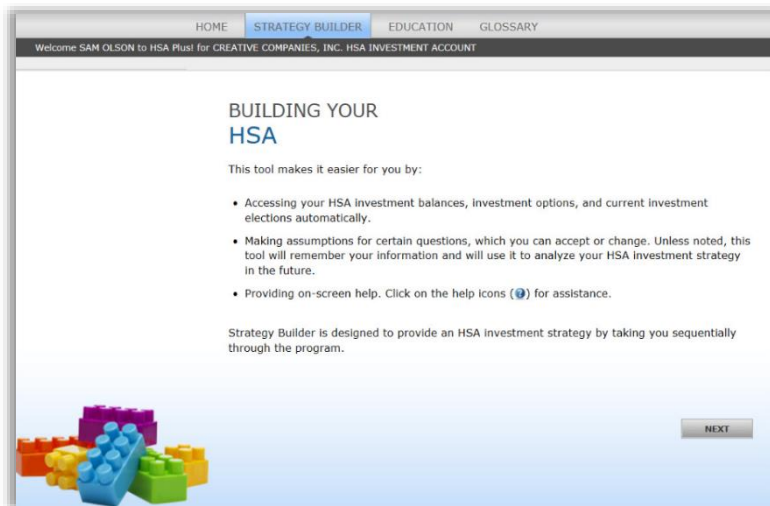 HOME STRATEGY BUILDER EDUCATION GLOSSARY
Welcome SAM OLSON to HSA Plus! for CREATIVE COMPANIES, INC. HSA INVESTMENT ACCOUNT
BUILDING YOUR
HSA
This tool makes it easier for you by:
• Accessing your HSA investment balances, investment options, and current investment
elections automatically.
• Making assumptions for certain questions, which you can accept or change. Unless noted, this
tool will remember your information and will use it to analyze your HSA investment strategy
in the future.
• Providing on-screen help. Click on the help icons (?) for assistance.
Strategy Builder is designed to provide an HSA investment strategy by taking you sequentially
through the program.
NEXT